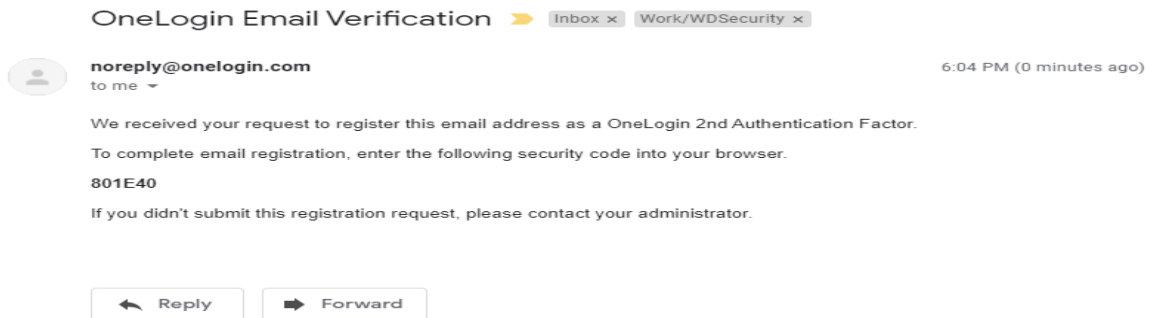 OneLogin Email Verification Inbox x Work/WDSecurity x
noreply@onelogin.com 6:04 PM (0 minutes ago)
to me
We received your request to register this email address as a OneLogin 2nd Authentication Factor.
To complete email registration, enter the following security code into your browser.
801E40
If you didn't submit this registration request, please contact your administrator.
Reply Forward